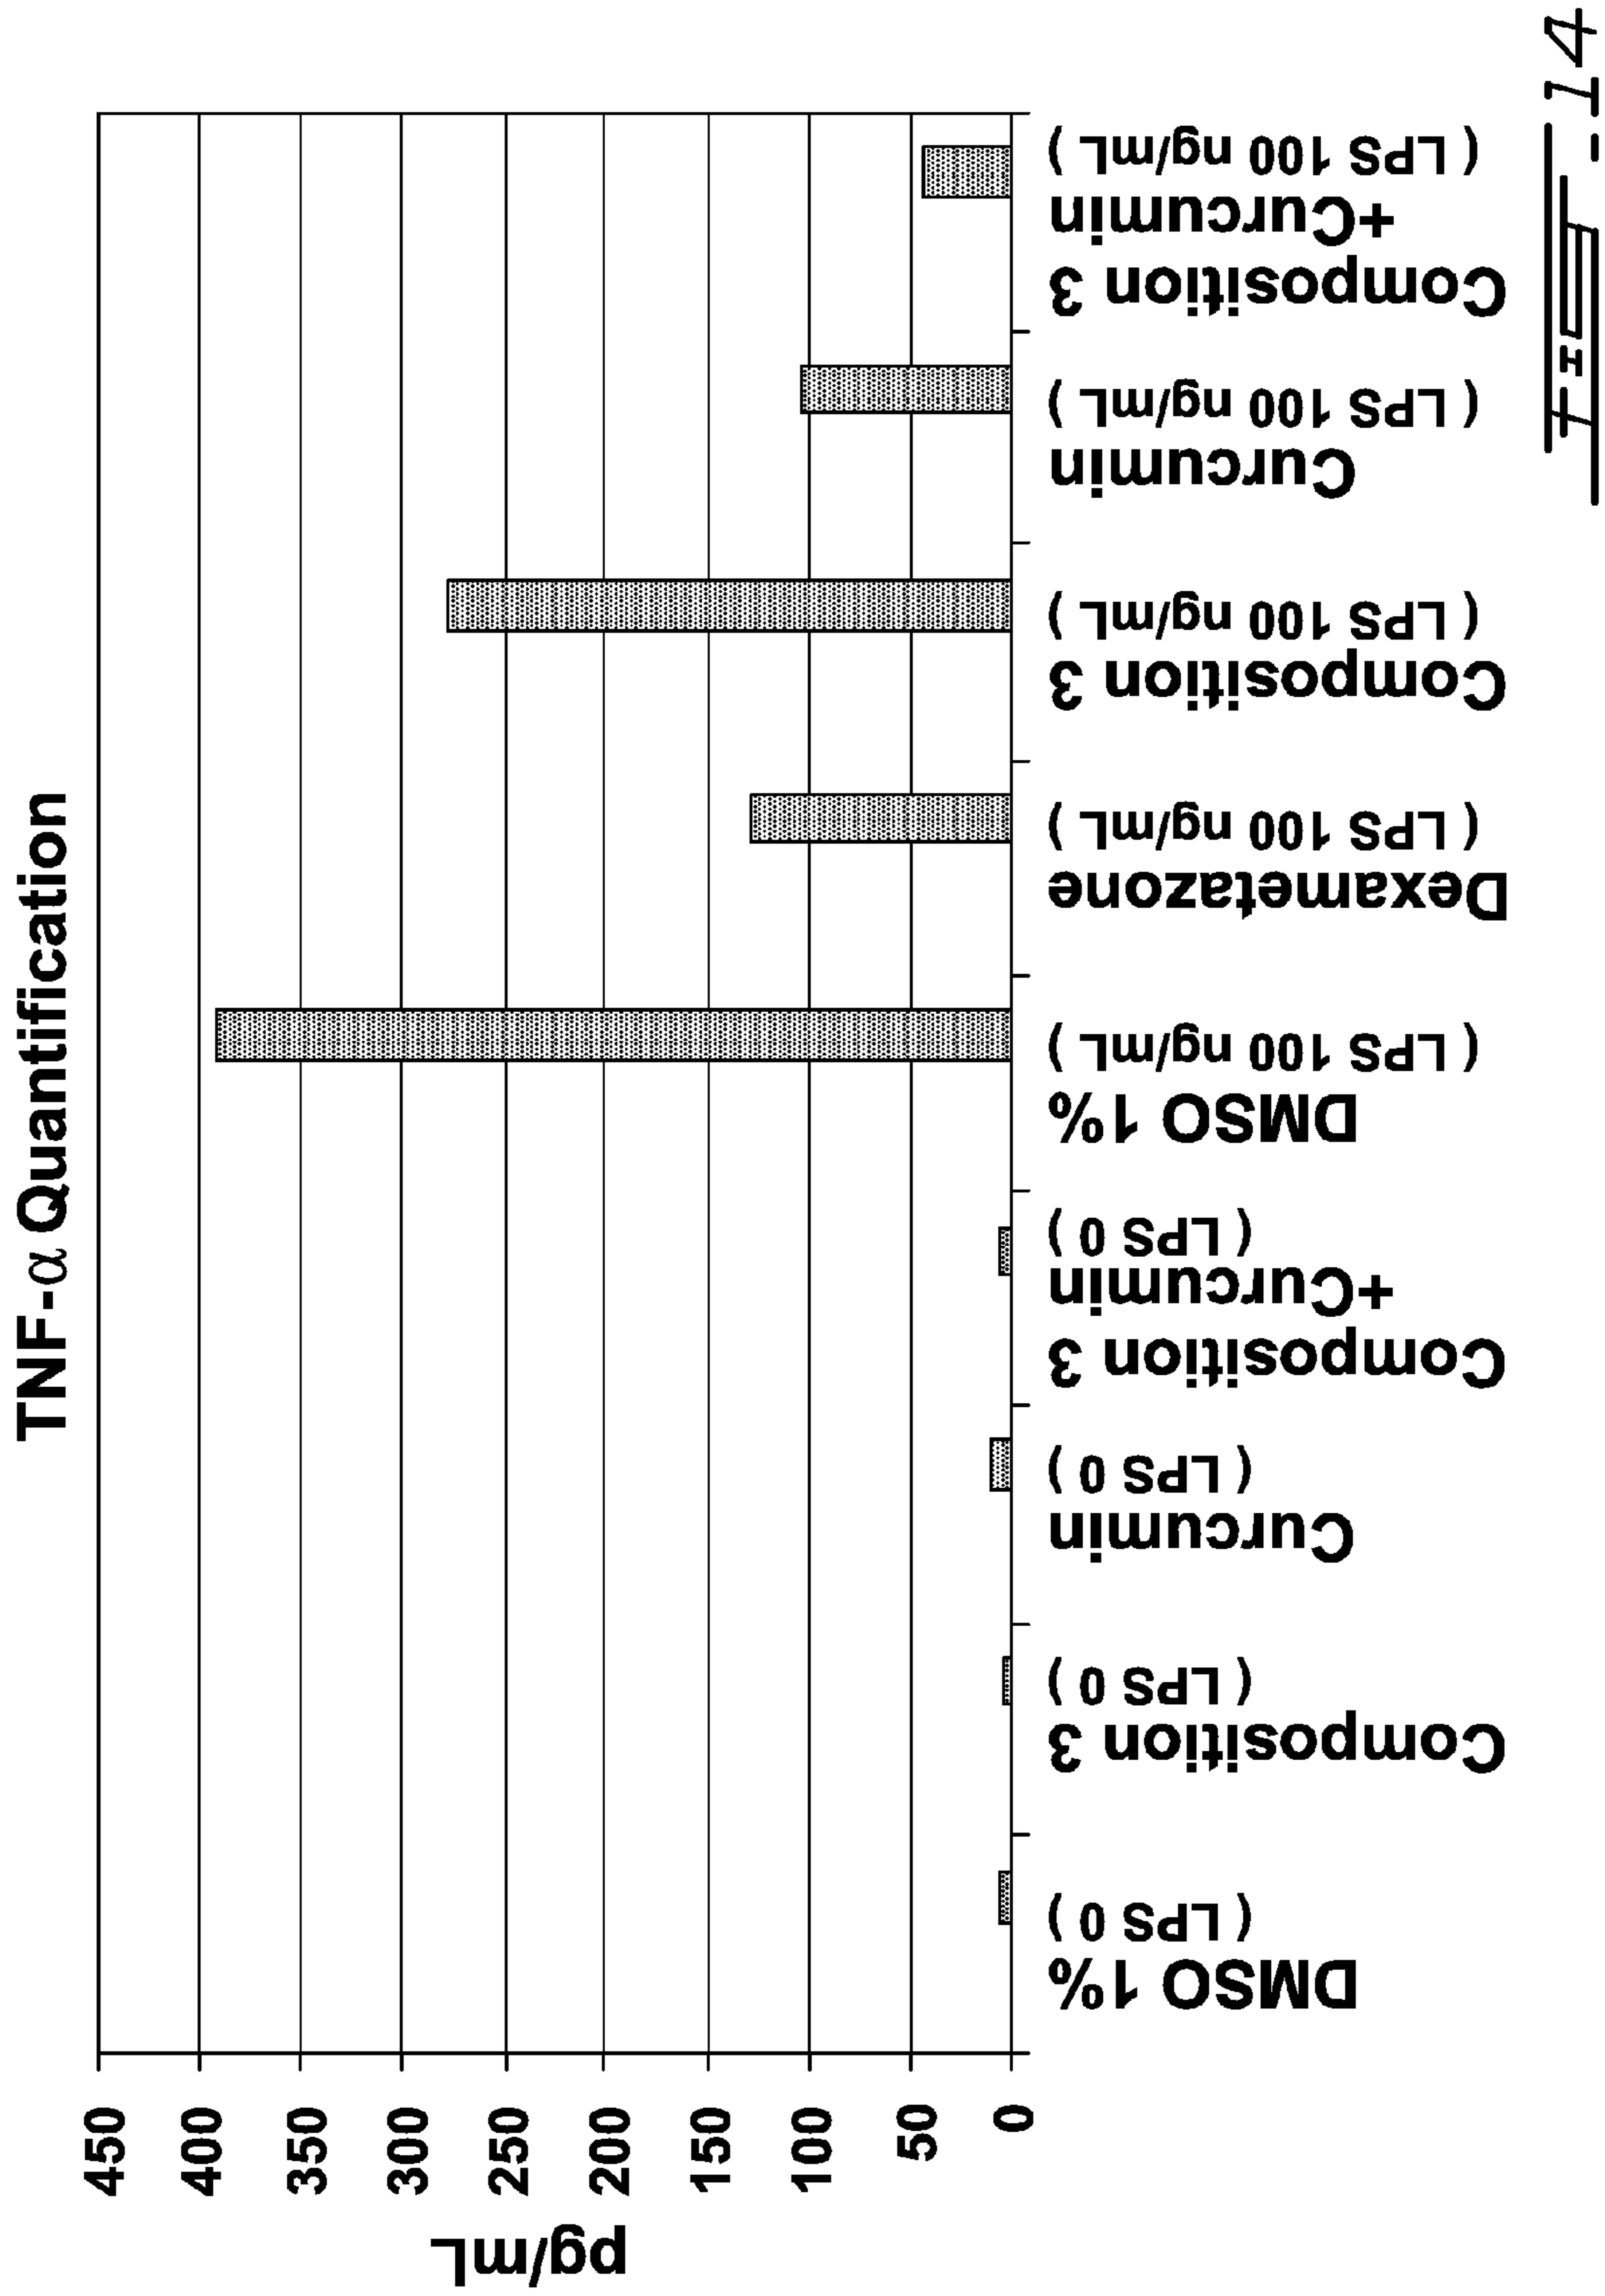 TNF-α Quantification
pg/mL
450
400
350
300
250
200
150
100
50
0
DMSO 1%
( LPS 0 )
Composition 3
( LPS 0 )
Curcumin
( LPS 0 )
Composition 3
+Curcumin
( LPS 0 )
DMSO 1%
( LPS 100 ng/mL )
Dexametazone
( LPS 100 ng/mL )
Composition 3
( LPS 100 ng/mL )
Curcumin
( LPS 100 ng/mL )
Composition 3
+Curcumin
( LPS 100 ng/mL )
FIG - 14